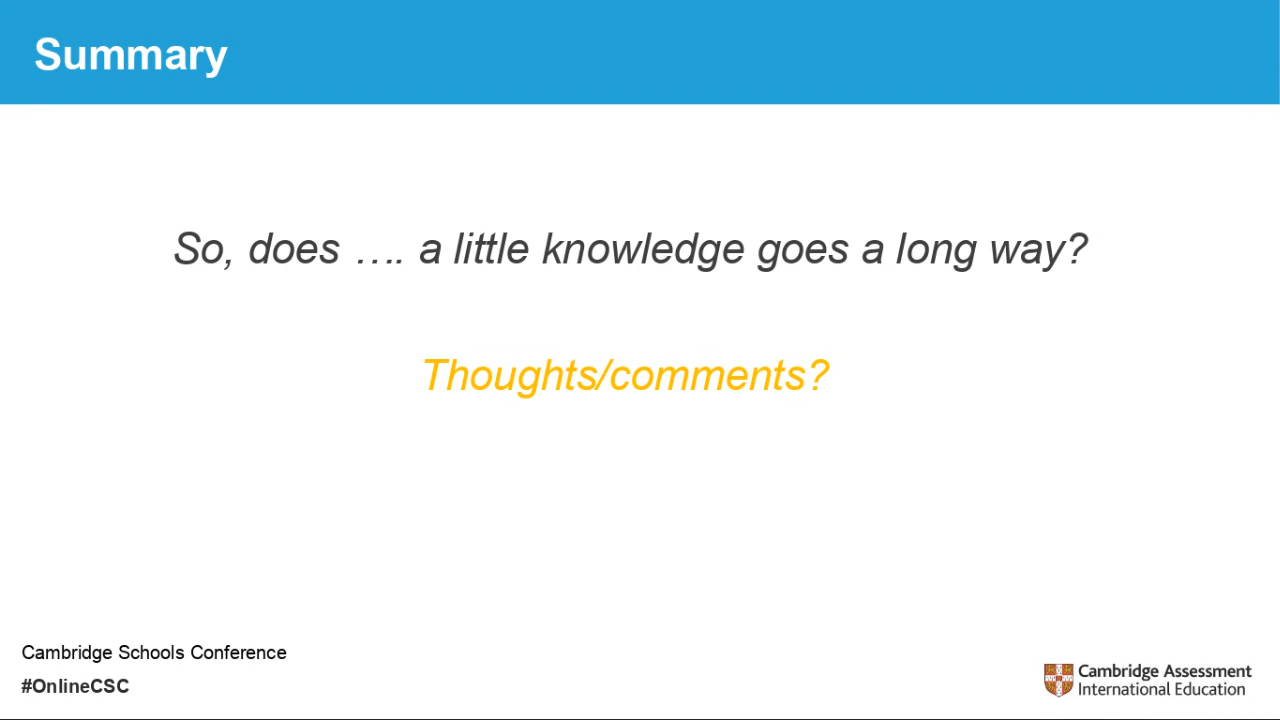 Summary
So, does …. a little knowledge goes a long way?
Thoughts/comments?
Cambridge Schools Conference
#OnlineCSC
Cambridge Assessment
International Education